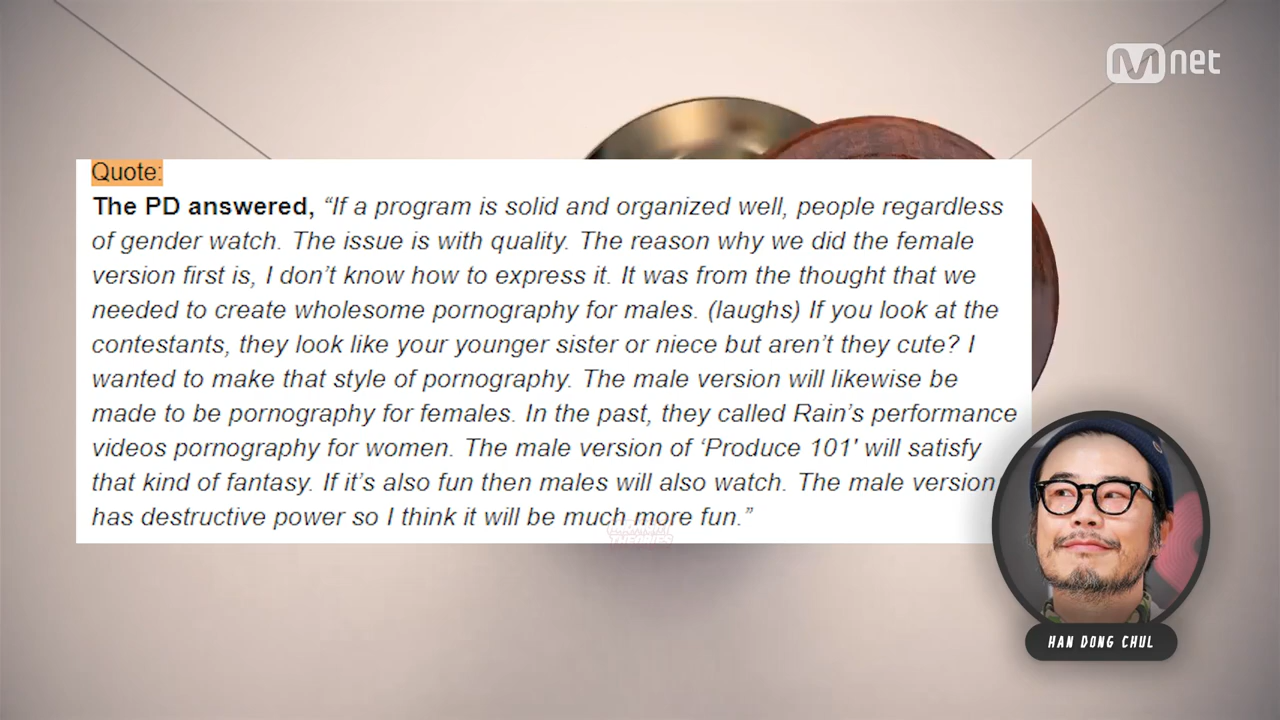 Mnet
Quote:
The PD answered, “If a program is solid and organized well, people regardless
of gender watch. The issue is with quality. The reason why we did the female
version first is, I don’t know how to express it. It was from the thought that we
needed to create wholesome pornography for males. (laughs) If you look at the
contestants, they look like your younger sister or niece but aren’t they cute? I
wanted to make that style of pornography. The male version will likewise be
made to be pornography for females. In the past, they called Rain’s performance
videos pornography for women. The male version of ‘Produce 101’ will satisfy
that kind of fantasy. If it’s also fun then males will also watch. The male version
has destructive power so I think it will be much more fun.”
HAN DONG CHUL